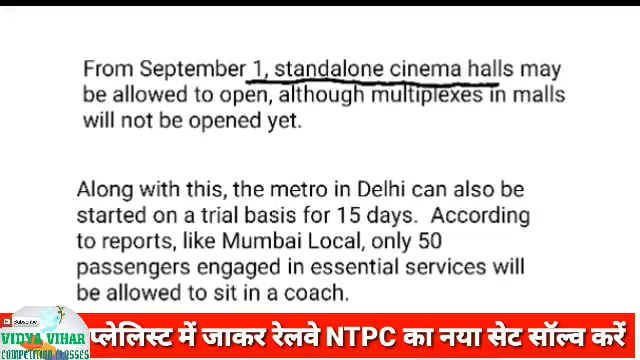 From September 1, standalone cinema halls may
be allowed to open, although multiplexes in malls
will not be opened yet.
Along with this, the metro in Delhi can also be
started on a trial basis for 15 days. According
to reports, like Mumbai Local, only 50
passengers engaged in essential services will
be allowed to sit in a coach.
Subscribe
VIDYA VIHAR
COMPETITION CLASSES
प्लेलिस्ट में जाकर रेलवे NTPC का नया सेट सॉल्व करें